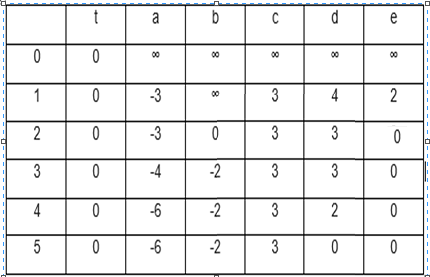 t a b c d e
0 0 ∞ ∞ ∞ ∞ ∞
1 0 -3 ∞ 3 4 2
2 0 -3 0 3 3 0
3 0 -4 -2 3 3 0
4 0 -6 -2 3 2 0
5 0 -6 -2 3 0 0